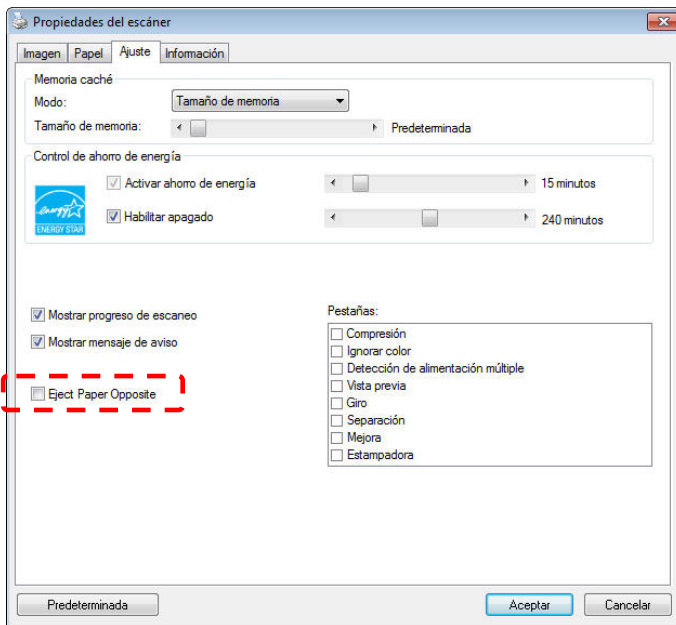 Propiedades del escáner
Imagen Papel Ajuste Información
Memoria caché
Modo: Tamaño de memoria
Tamaño de memoria: Predeterminada
Control de ahorro de energía
Activar ahorro de energía 15 minutos
energy
ENERGY STAR
Habilitar apagado 240 minutos
Mostrar progreso de escaneo
Mostrar mensaje de aviso
Eject Paper Opposite
Pestañas:
Compresión
Ignorar color
Detección de alimentación múltiple
Vista previa
Giro
Separación
Mejora
Estampadora
Predeterminada Aceptar Cancelar